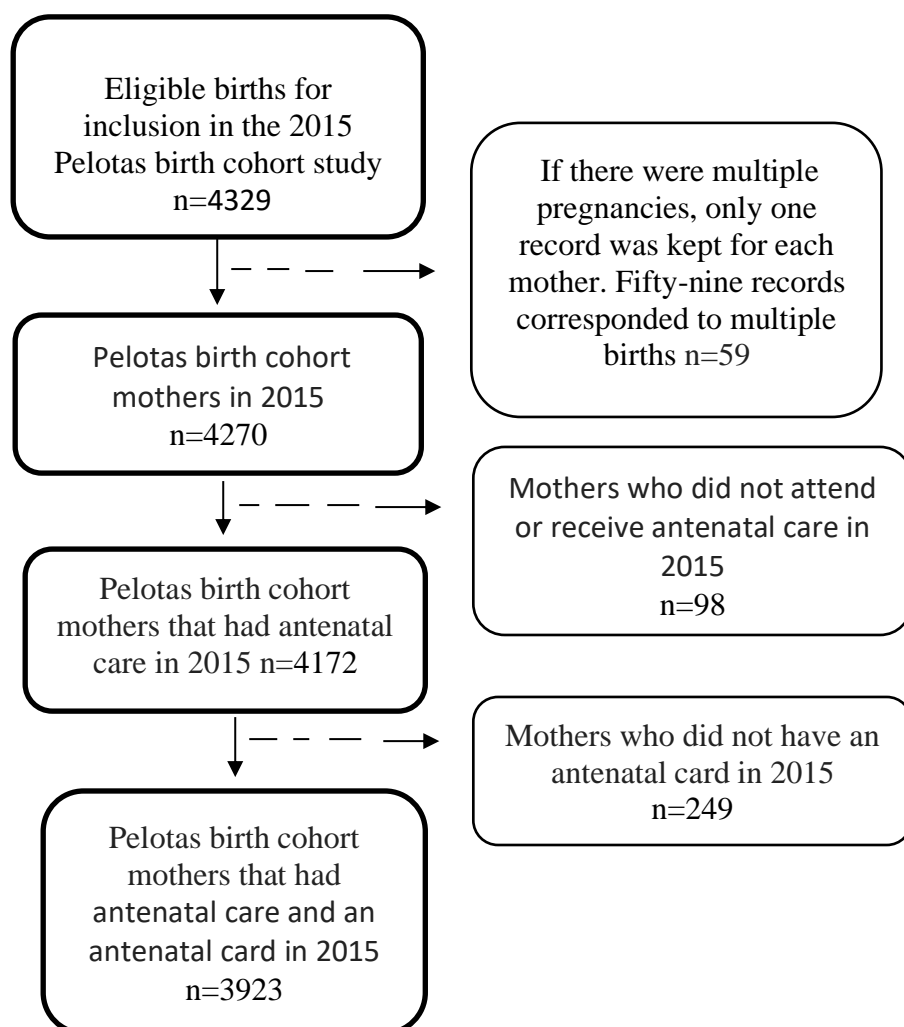 Eligible births for
inclusion in the 2015
Pelotas birth cohort study
n=4329
If there were multiple
pregnancies, only one
record was kept for each
mother. Fifty-nine records
corresponded to multiple
births n=59
Pelotas birth cohort
mothers in 2015
n=4270
Mothers who did not attend
or receive antenatal care in
2015
n=98
Pelotas birth cohort
mothers that had antenatal
care in 2015 n=4172
Mothers who did not have an
antenatal card in 2015
n=249
Pelotas birth cohort
mothers that had
antenatal care and an
antenatal card in 2015
n=3923